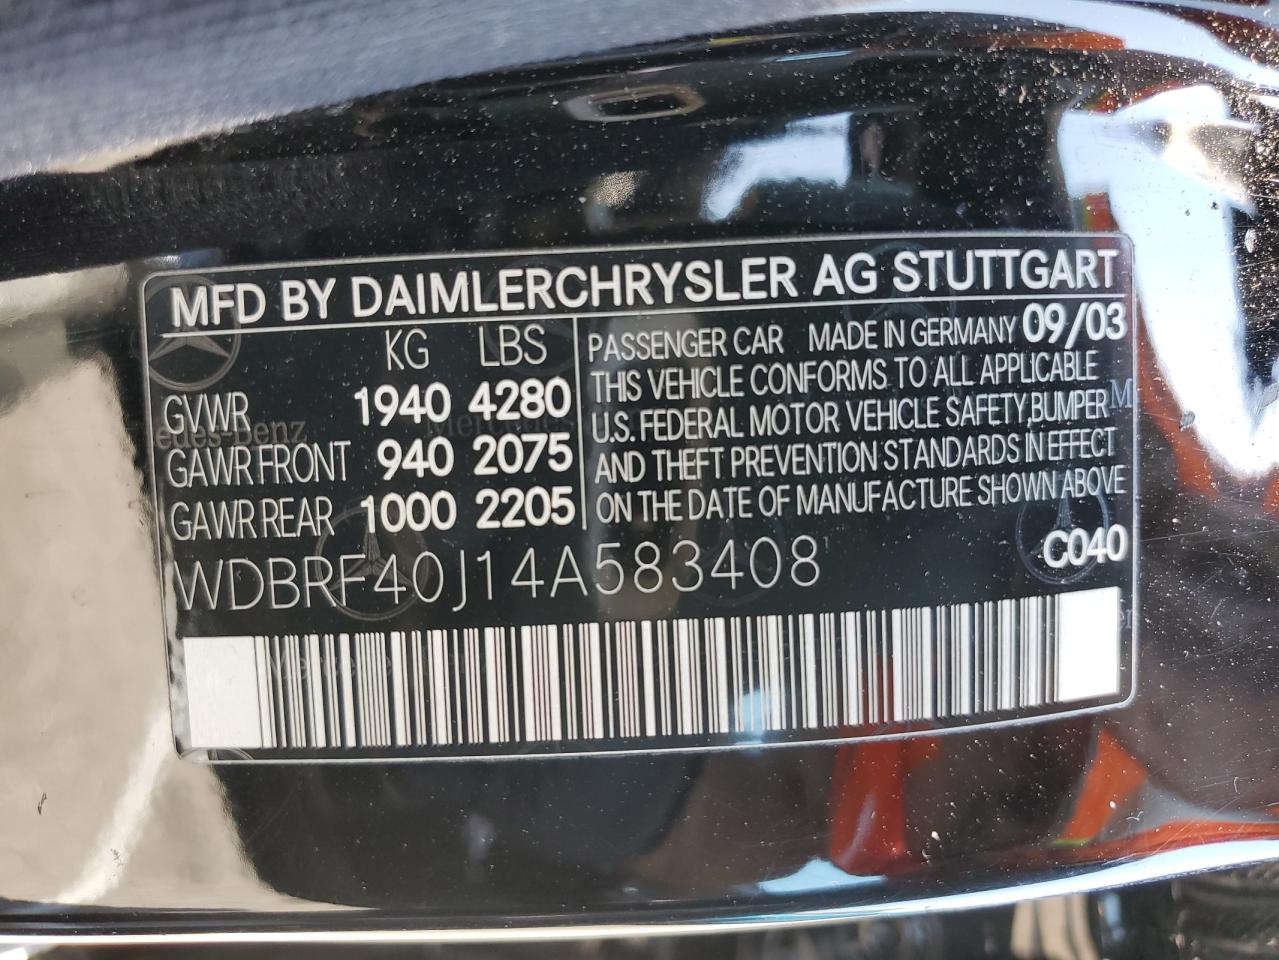 MFD BY DAIMLERCHRYSLER AG STUTTGART
KG LBS
GVWR 1940 4280
GAWR FRONT 940 2075
GAWR REAR 1000 2205
PASSENGER CAR MADE IN GERMANY 09/03
THIS VEHICLE CONFORMS TO ALL APPLICABLE
U.S. FEDERAL MOTOR VEHICLE SAFETY, BUMPER
AND THEFT PREVENTION STANDARDS IN EFFECT
ON THE DATE OF MANUFACTURE SHOWN ABOVE
C040
WDBRF40J14A583408